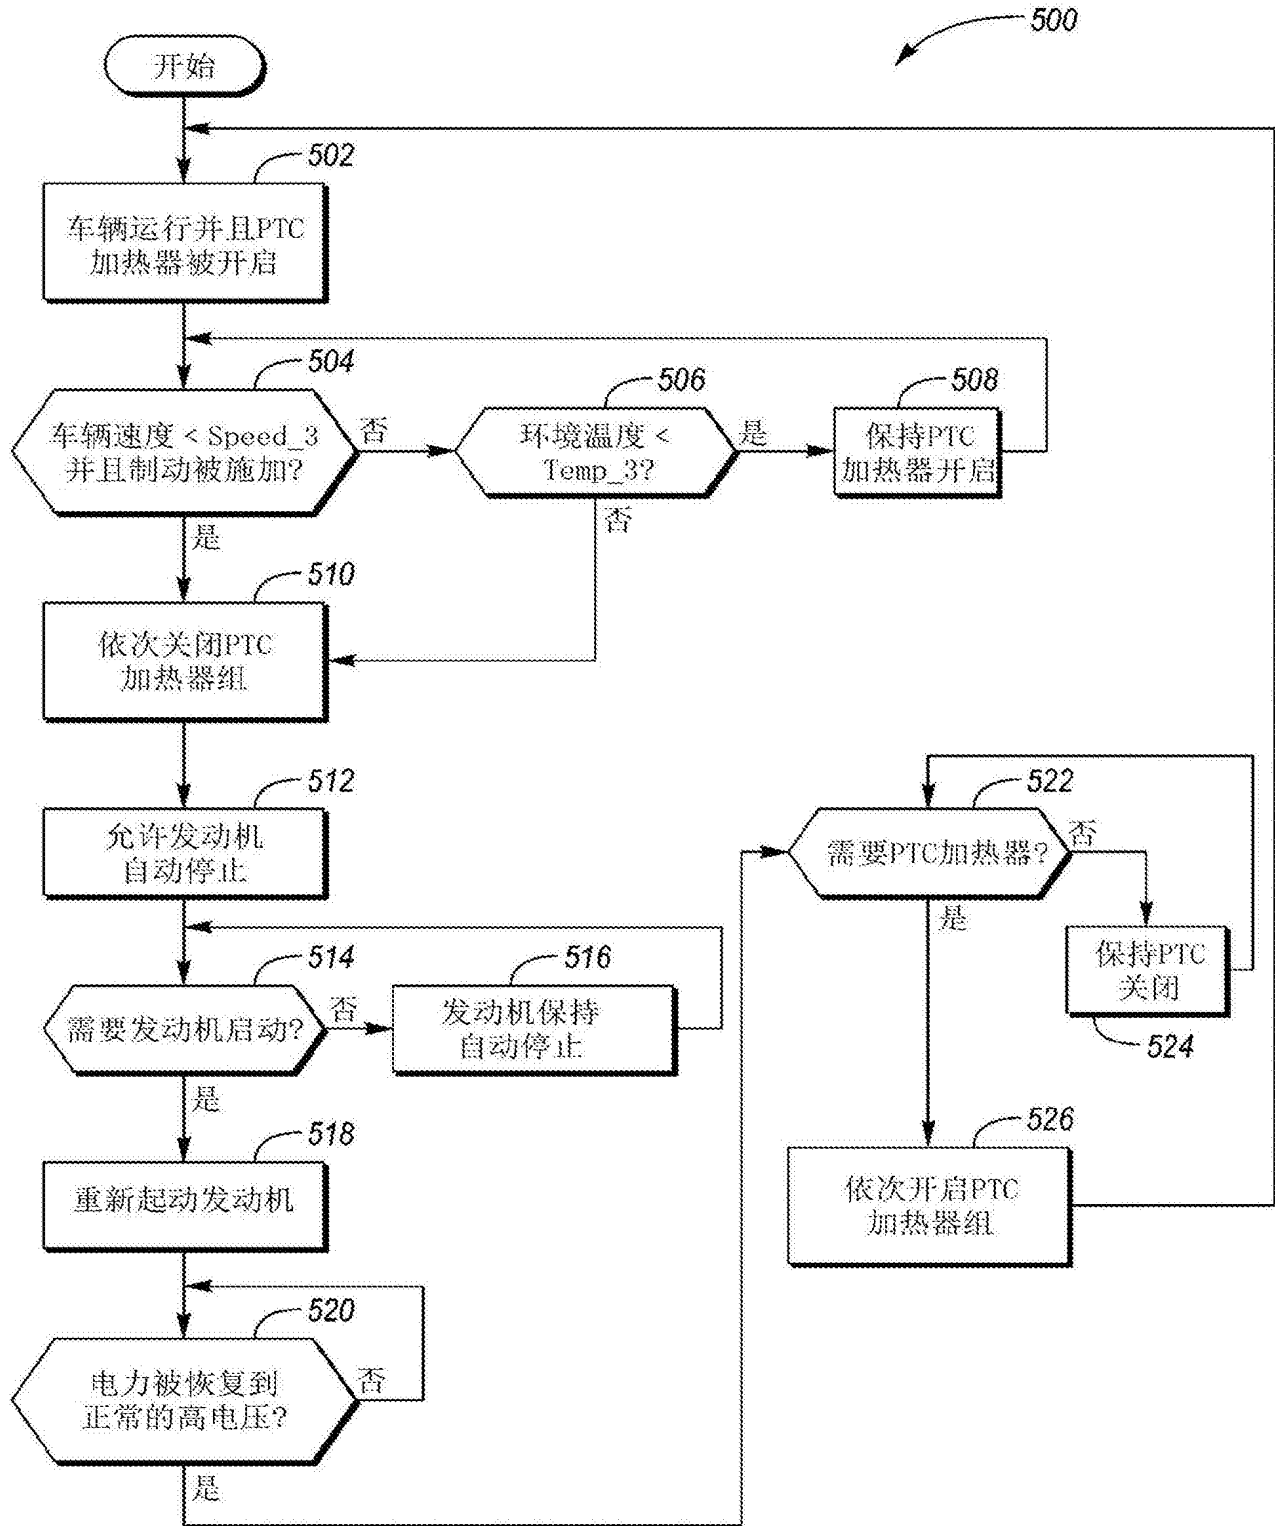 500
开始
502
车辆运行并且PTC
加热器被开启
504
车辆速度 < Speed_3
并且制动被施加?
否
506
环境温度 <
Temp_3?
是
508
保持PTC
加热器开启
是
否
510
依次关闭PTC
加热器组
512
允许发动机
自动停止
514
需要发动机启动?
否
516
发动机保持
自动停止
是
518
重新起动发动机
520
电力被恢复到
正常的高电压?
否
是
522
需要PTC加热器?
否
是
保持PTC
关闭
524
526
依次开启PTC
加热器组